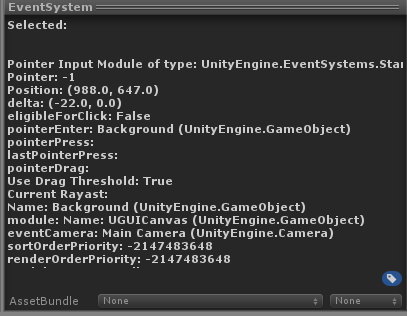 EventSystem
Selected:
Pointer Input Module of type: UnityEngine.EventSystems.Star
Pointer: -1
Position: (988.0, 647.0)
delta: (-22.0, 0.0)
eligibleForClick: False
pointerEnter: Background (UnityEngine.GameObject)
pointerPress:
lastPointerPress:
pointerDrag:
Use Drag Threshold: True
Current Rayast:
Name: Background (UnityEngine.GameObject)
module: Name: UGUICanvas (UnityEngine.GameObject)
eventCamera: Main Camera (UnityEngine.Camera)
sortOrderPriority: -2147483648
renderOrderPriority: -2147483648
AssetBundle None None